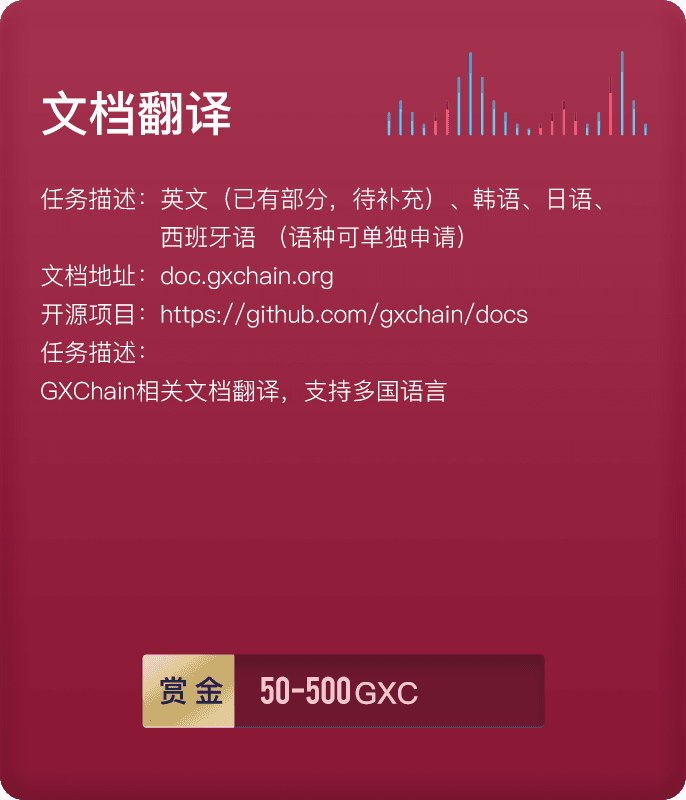 文档翻译
任务描述：英文（已有部分，待补充）、韩语、日语、
西班牙语 （语种可单独申请）
文档地址：doc.gxchain.org
开源项目：https://github.com/gxchain/docs
任务描述：
GXChain相关文档翻译，支持多国语言
赏金 50-500GXC